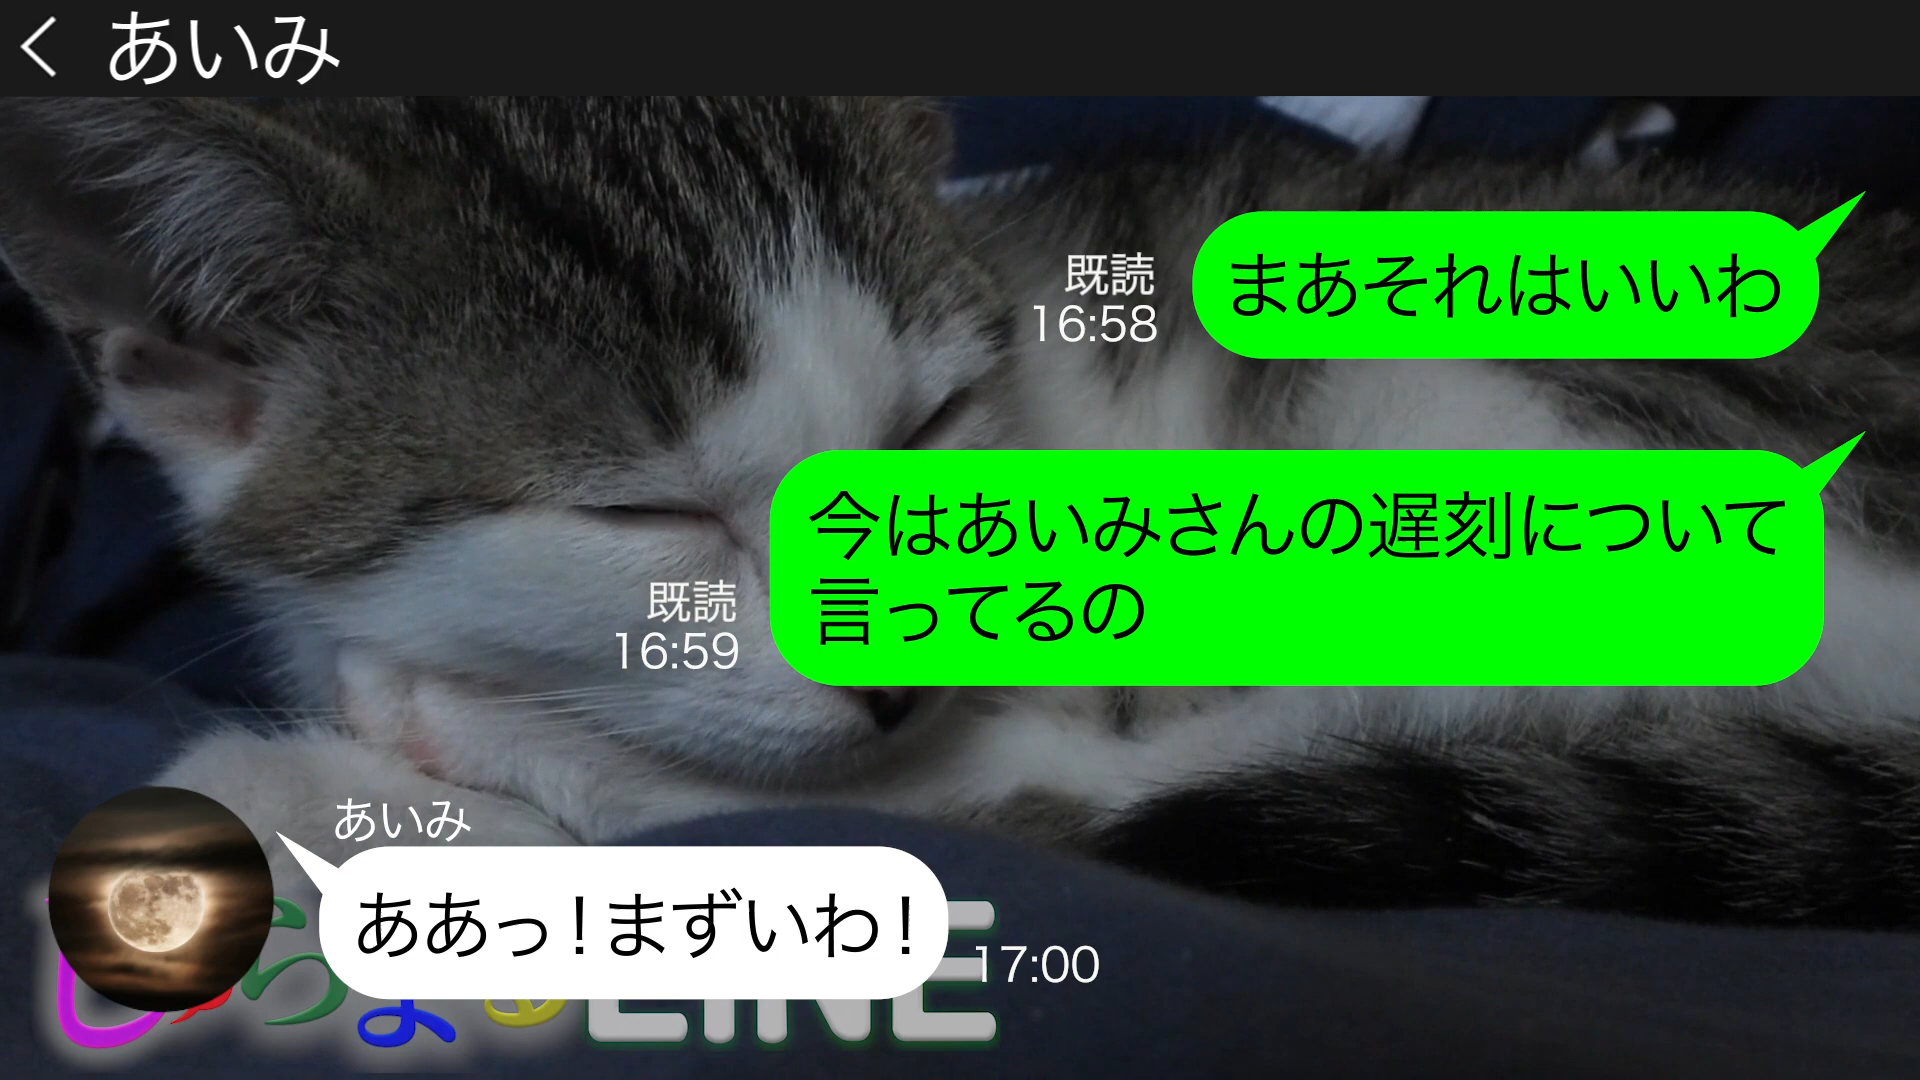 あいみ
まあそれはいいわ
既読
16:58
今はあいみさんの遅刻について
言ってるの
既読
16:59
あいみ
ああっ！まずいわ！
17:00
LINE